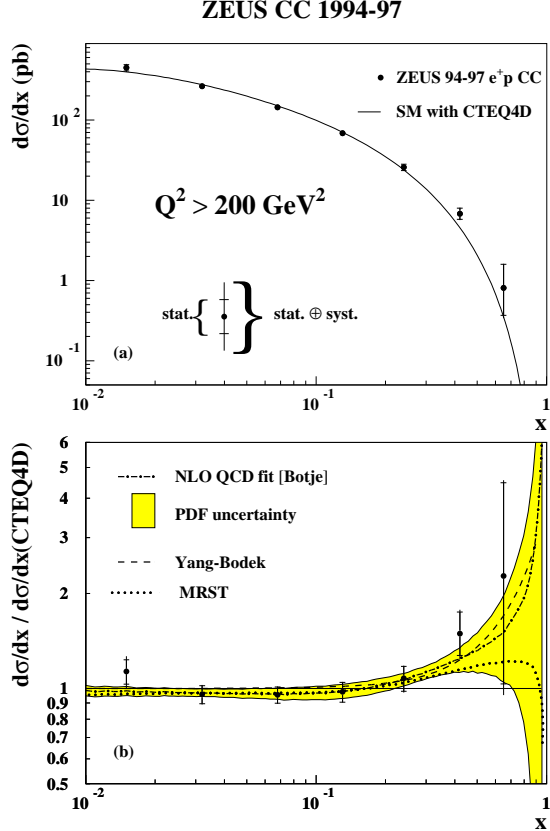 ZEUS CC 1994-97
dσ/dx (pb)
ZEUS 94-97 e⁺p CC
SM with CTEQ4D
Q² > 200 GeV²
stat. { } stat. ⊕ syst.
(a)
10²
10
1
10⁻¹
10⁻² 10⁻¹ 1
x
dσ/dx / dσ/dx(CTEQ4D)
NLO QCD fit [Botje]
PDF uncertainty
Yang-Bodek
MRST
(b)
6
5
4
3
2
1
0.9
0.8
0.7
0.6
0.5
10⁻² 10⁻¹ 1
x